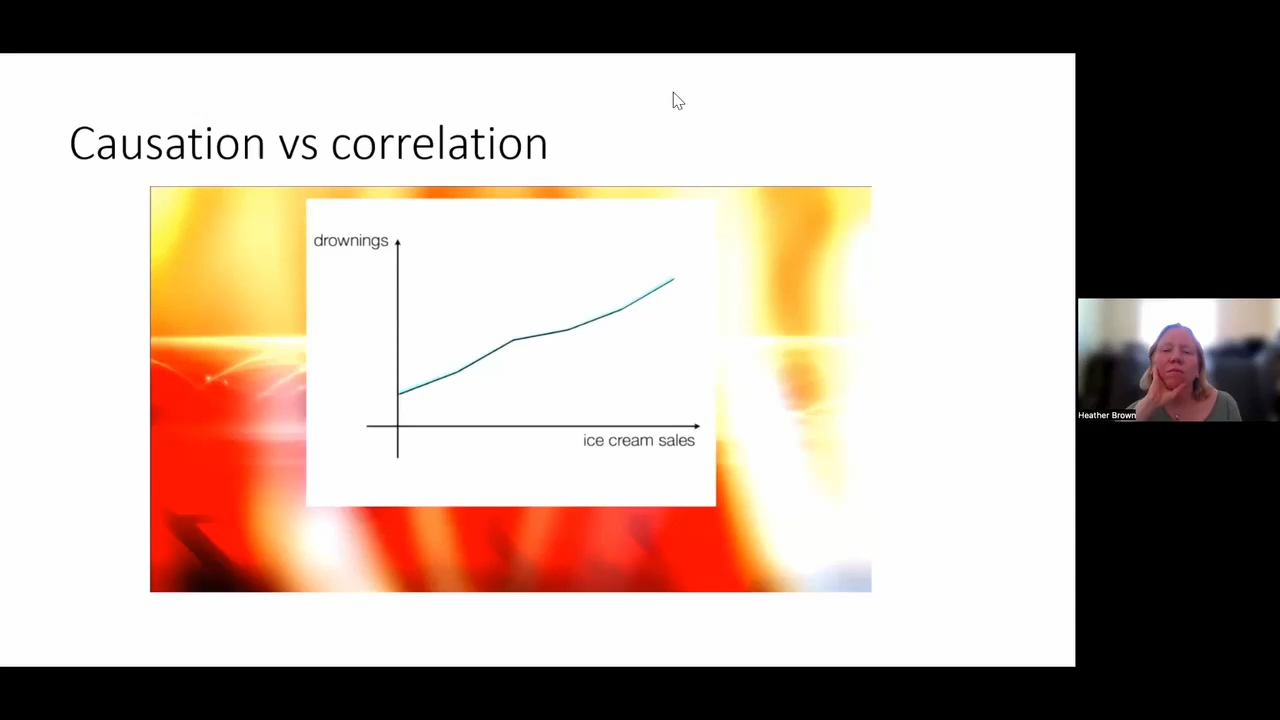 Causation vs correlation
drownings
ice cream sales
Heather Brown